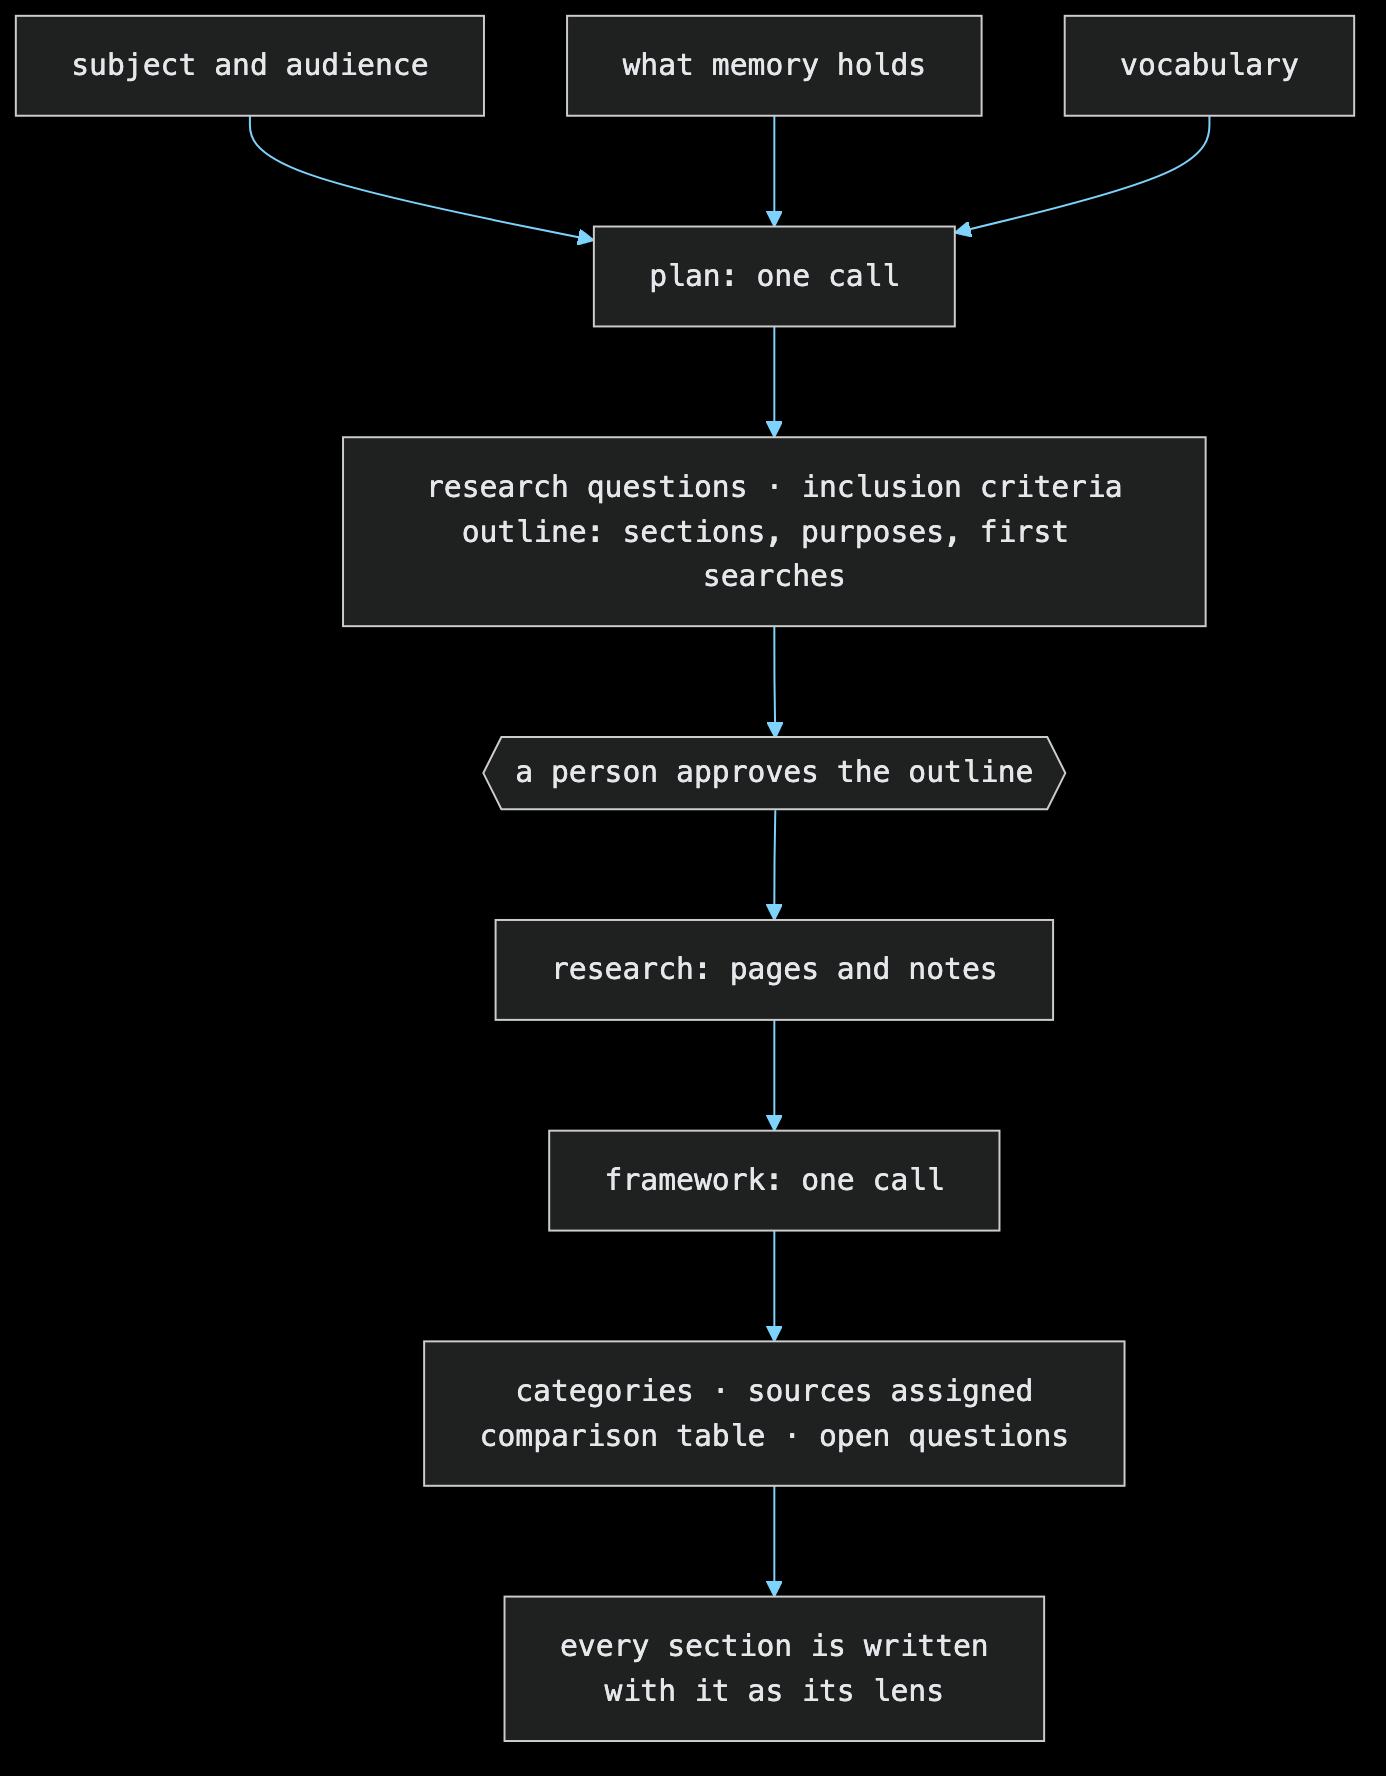 subject and audience
what memory holds
vocabulary
plan: one call
research questions · inclusion criteria
outline: sections, purposes, first
searches
a person approves the outline
research: pages and notes
framework: one call
categories · sources assigned
comparison table · open questions
every section is written
with it as its lens